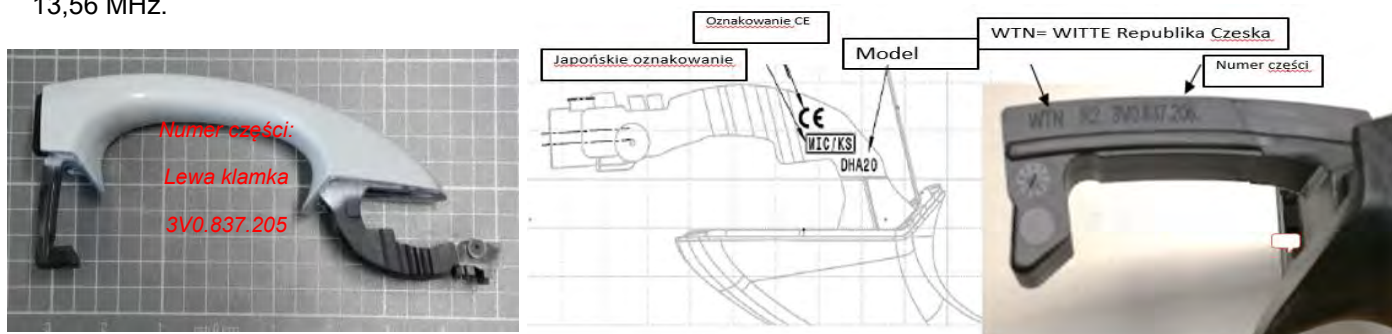 13,56 MHz.
Oznakowanie CE
Japońskie oznakowanie
Model
WTN= WITTE Republika Czeska
Numer części
Numer części:
Lewa klamka
3V0.837.205
CE
MIC/KS
DHA20
WTN
3V0.837.206.